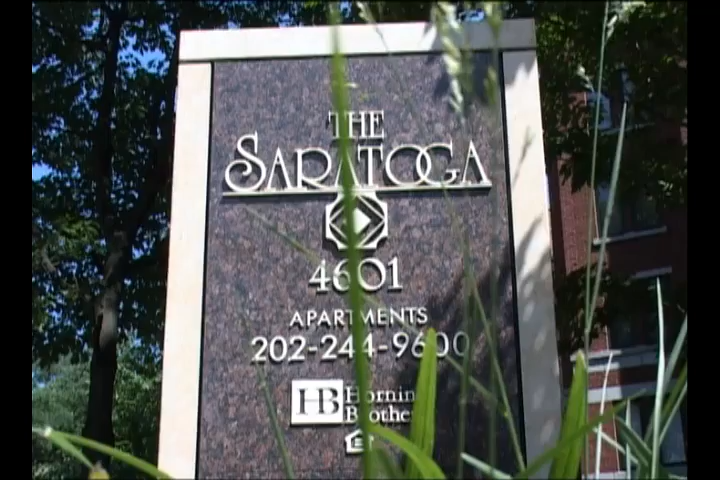 THE
SARATOGA
4601
APARTMENTS
202-244-9600
HB Horning
Brothers